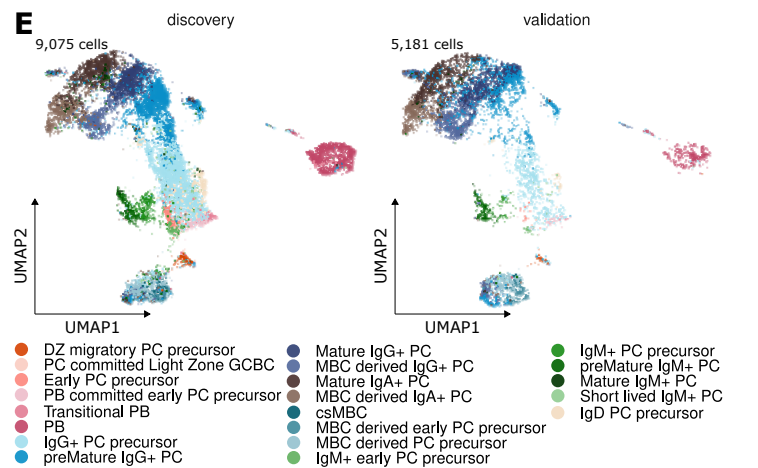 E
discovery
validation
9,075 cells
5,181 cells
UMAP2
UMAP1
UMAP2
UMAP1
DZ migratory PC precursor
PC committed Light Zone GCBC
Early PC precursor
PB committed early PC precursor
Transitional PB
PB
IgG+ PC precursor
preMature IgG+ PC
Mature IgG+ PC
MBC derived IgG+ PC
Mature IgA+ PC
MBC derived IgA+ PC
csMBC
MBC derived early PC precursor
MBC derived PC precursor
IgM+ early PC precursor
IgM+ PC precursor
preMature IgM+ PC
Mature IgM+ PC
Short lived IgM+ PC
IgD PC precursor